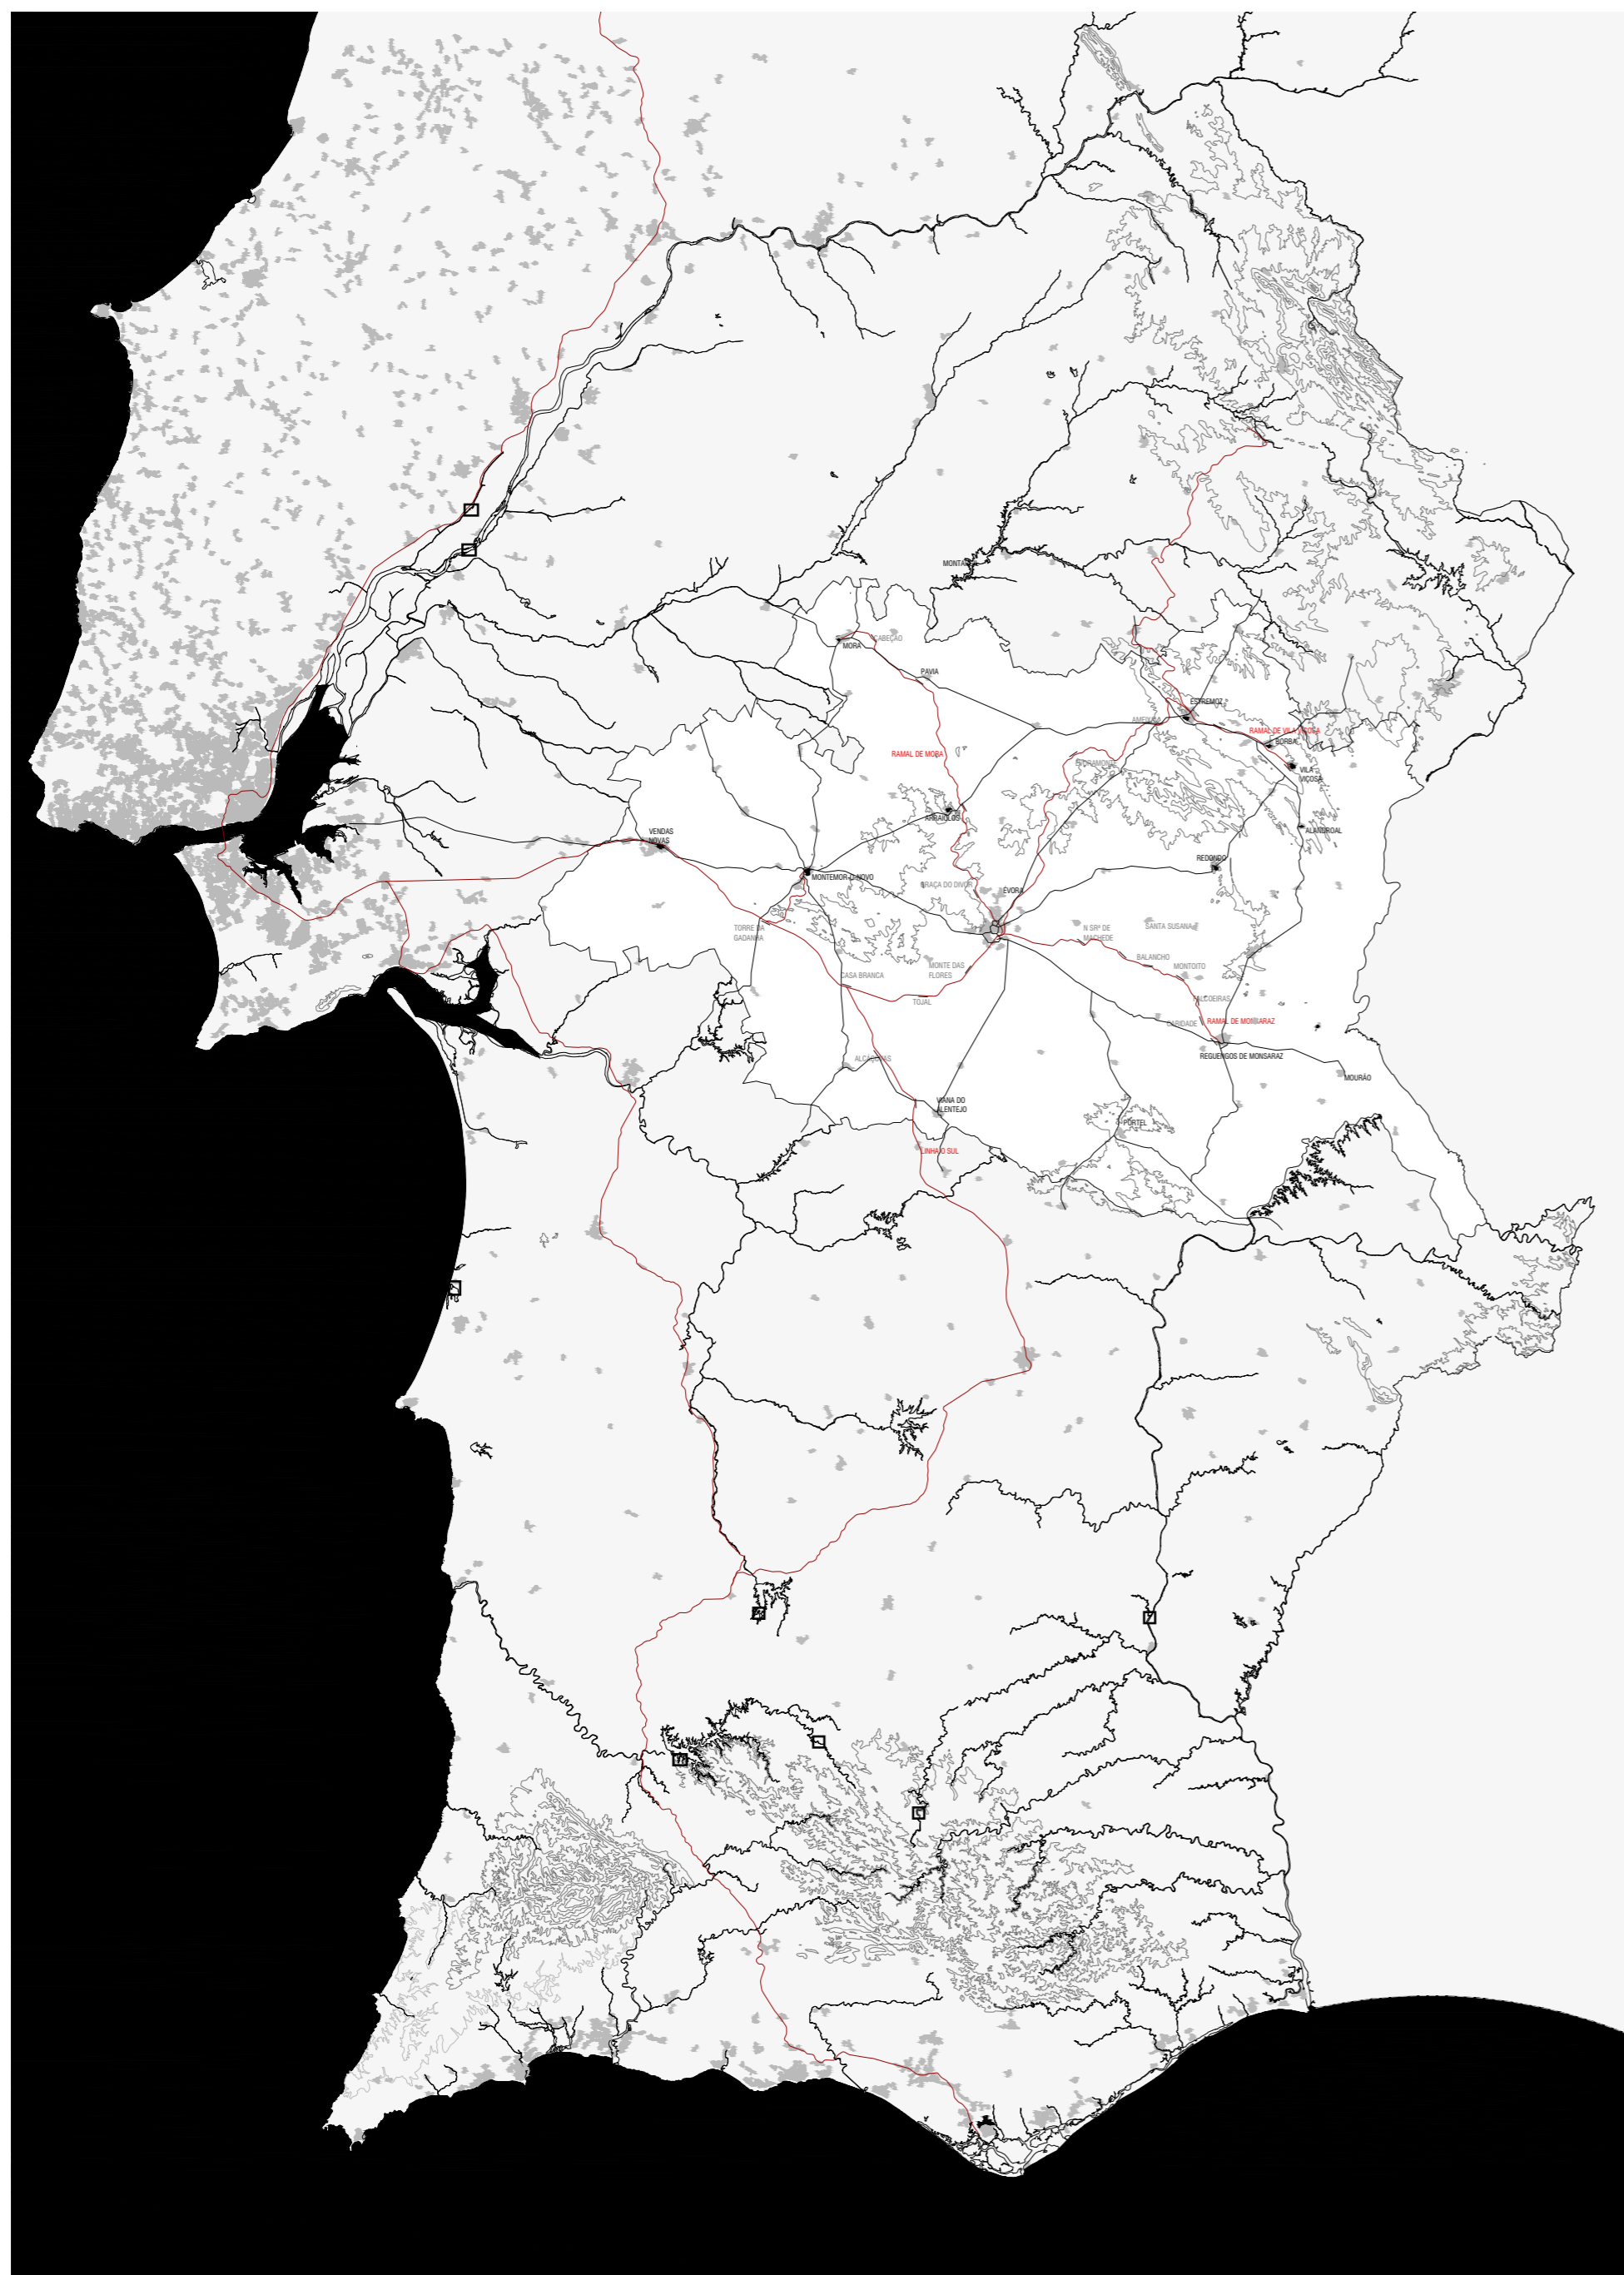 MONTA
CABEÇÃO
MORA
PAVIA
ESTREMOZ
AMEIXIAL
RAMAL DE VILA VIÇOSA
BORBA
RAMAL DE MORA
EVORAMONTE
VILA
VIÇOSA
ARRAIOLOS
VENDAS
NOVAS
ALANDROAL
REDONDO
MONTEMOR-O-NOVO
GRAÇA DO DIVOR
ÉVORA
TORRE DA
GADANHA
N SRª DE
MACHEDE
SANTA SUSANA
BALANCHO
MONTE DAS
FLORES
MONTOITO
CASA BRANCA
TOJAL
FALCOEIRAS
CARIDADE
RAMAL DE MONSARAZ
REGUENGOS DE MONSARAZ
ALCÁÇOVAS
MOURÃO
VIANA DO
ALENTEJO
PORTEL
LINHA O SUL